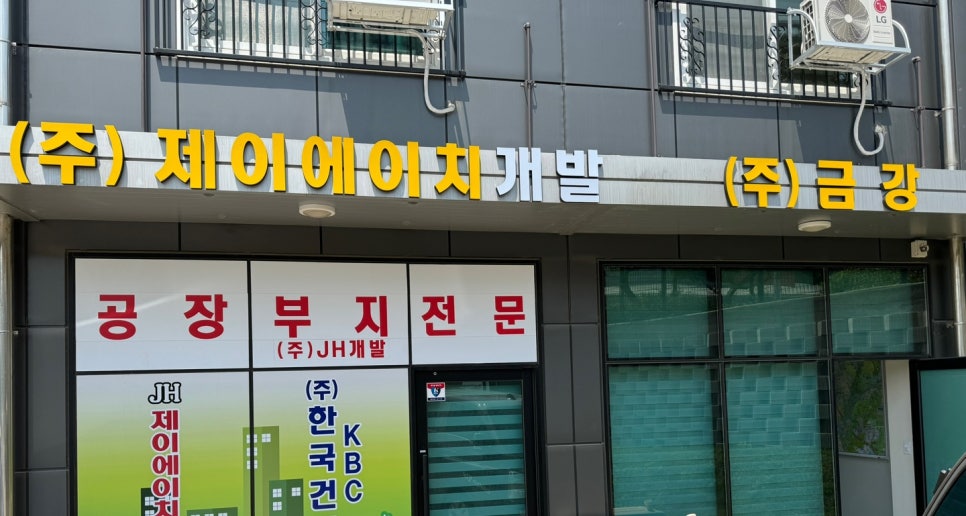 (주) 제이에이치개발 (주)금강
공장부지전문
(주)JH개발
JH
제이에이치
(주)한국건
KBC
LG